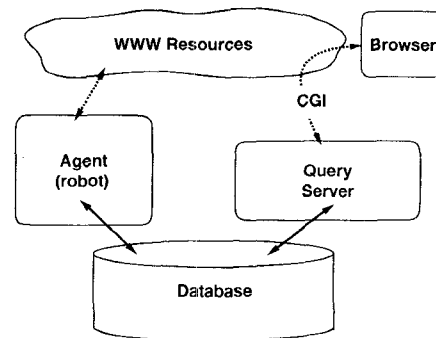 WWW Resources
Browser
CGI
Agent
(robot)
Query
Server
Database